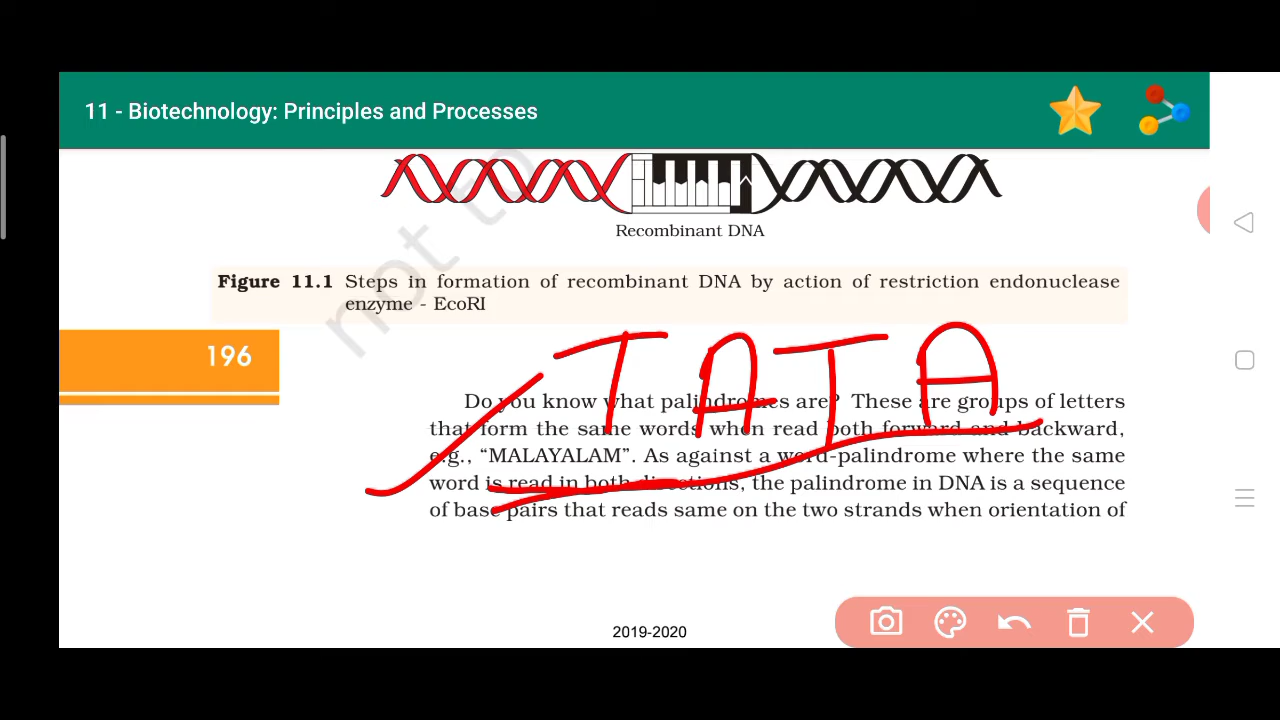 11 - Biotechnology: Principles and Processes
not to
Recombinant DNA
Figure 11.1 Steps in formation of recombinant DNA by action of restriction endonuclease
enzyme - EcoRI
196
TATA
Do you know what palindromes are? These are groups of letters
that form the same words when read both forward and backward,
e.g., “MALAYALAM”. As against a word-palindrome where the same
word is read in both directions, the palindrome in DNA is a sequence
of base pairs that reads same on the two strands when orientation of
2019-2020